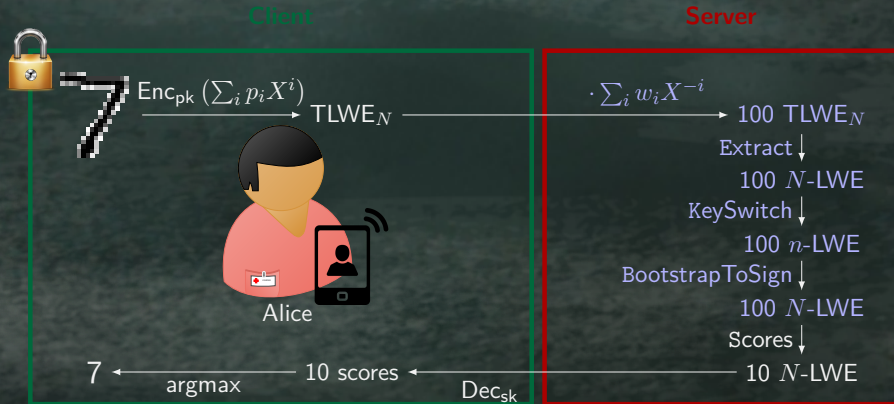 Client
Server
7
Enc_pk (∑_i p_i X^i)
TLWE_N
· ∑_i w_i X^{-i}
100 TLWE_N
Extract
100 N-LWE
KeySwitch
100 n-LWE
BootstrapToSign
100 N-LWE
Alice
Scores
7
argmax
10 scores
Dec_sk
10 N-LWE